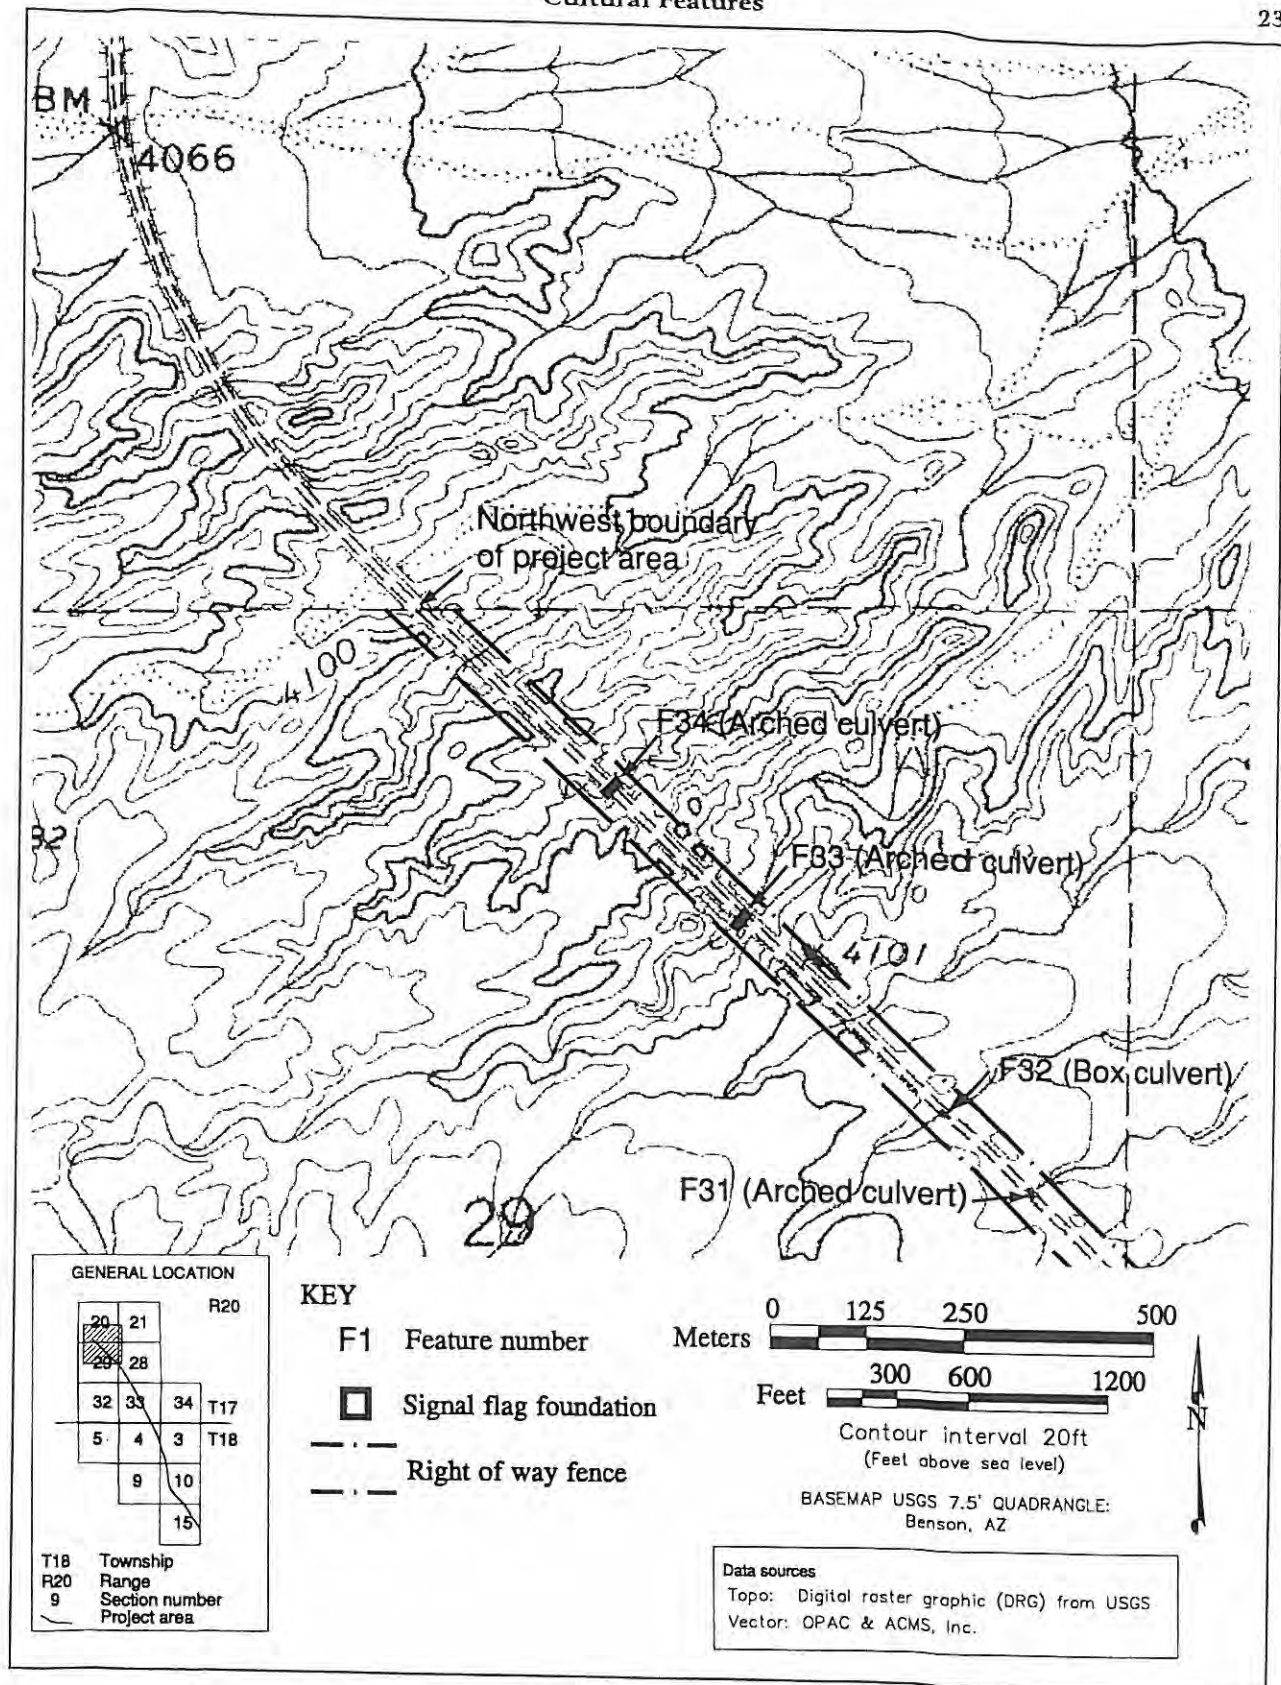 Cultural Features
23
BM
4066
Northwest boundary
of project area
4100
F34 (Arched culvert)
F33 (Arched culvert)
4101
F32 (Box culvert)
F31 (Arched culvert)
29
GENERAL LOCATION
R20
20 21
29 28
32 33 34 T17
5 4 3 T18
9 10
15
T18 Township
R20 Range
9 Section number
Project area
KEY
F1 Feature number
Signal flag foundation
Right of way fence
0 125 250 500
Meters
300 600 1200
Feet
Contour interval 20ft
(Feet above sea level)
BASEMAP USGS 7.5' QUADRANGLE:
Benson, AZ
N
Data sources
Topo: Digital raster graphic (DRG) from USGS
Vector: OPAC & ACMS, Inc.